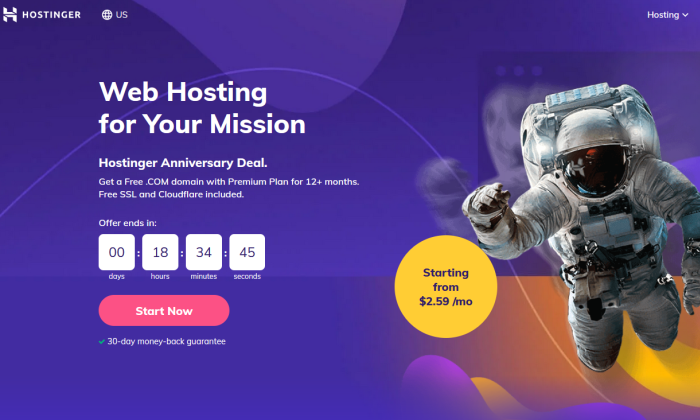 HOSTINGER
US
Hosting
Web Hosting
for Your Mission
Hostinger Anniversary Deal.
Get a Free .COM domain with Premium Plan for 12+ months.
Free SSL and Cloudflare included.
Offer ends in:
00 : 18 : 34 : 45
days hours minutes seconds
Starting
from
$2.59 /mo
Start Now
30-day money-back guarantee